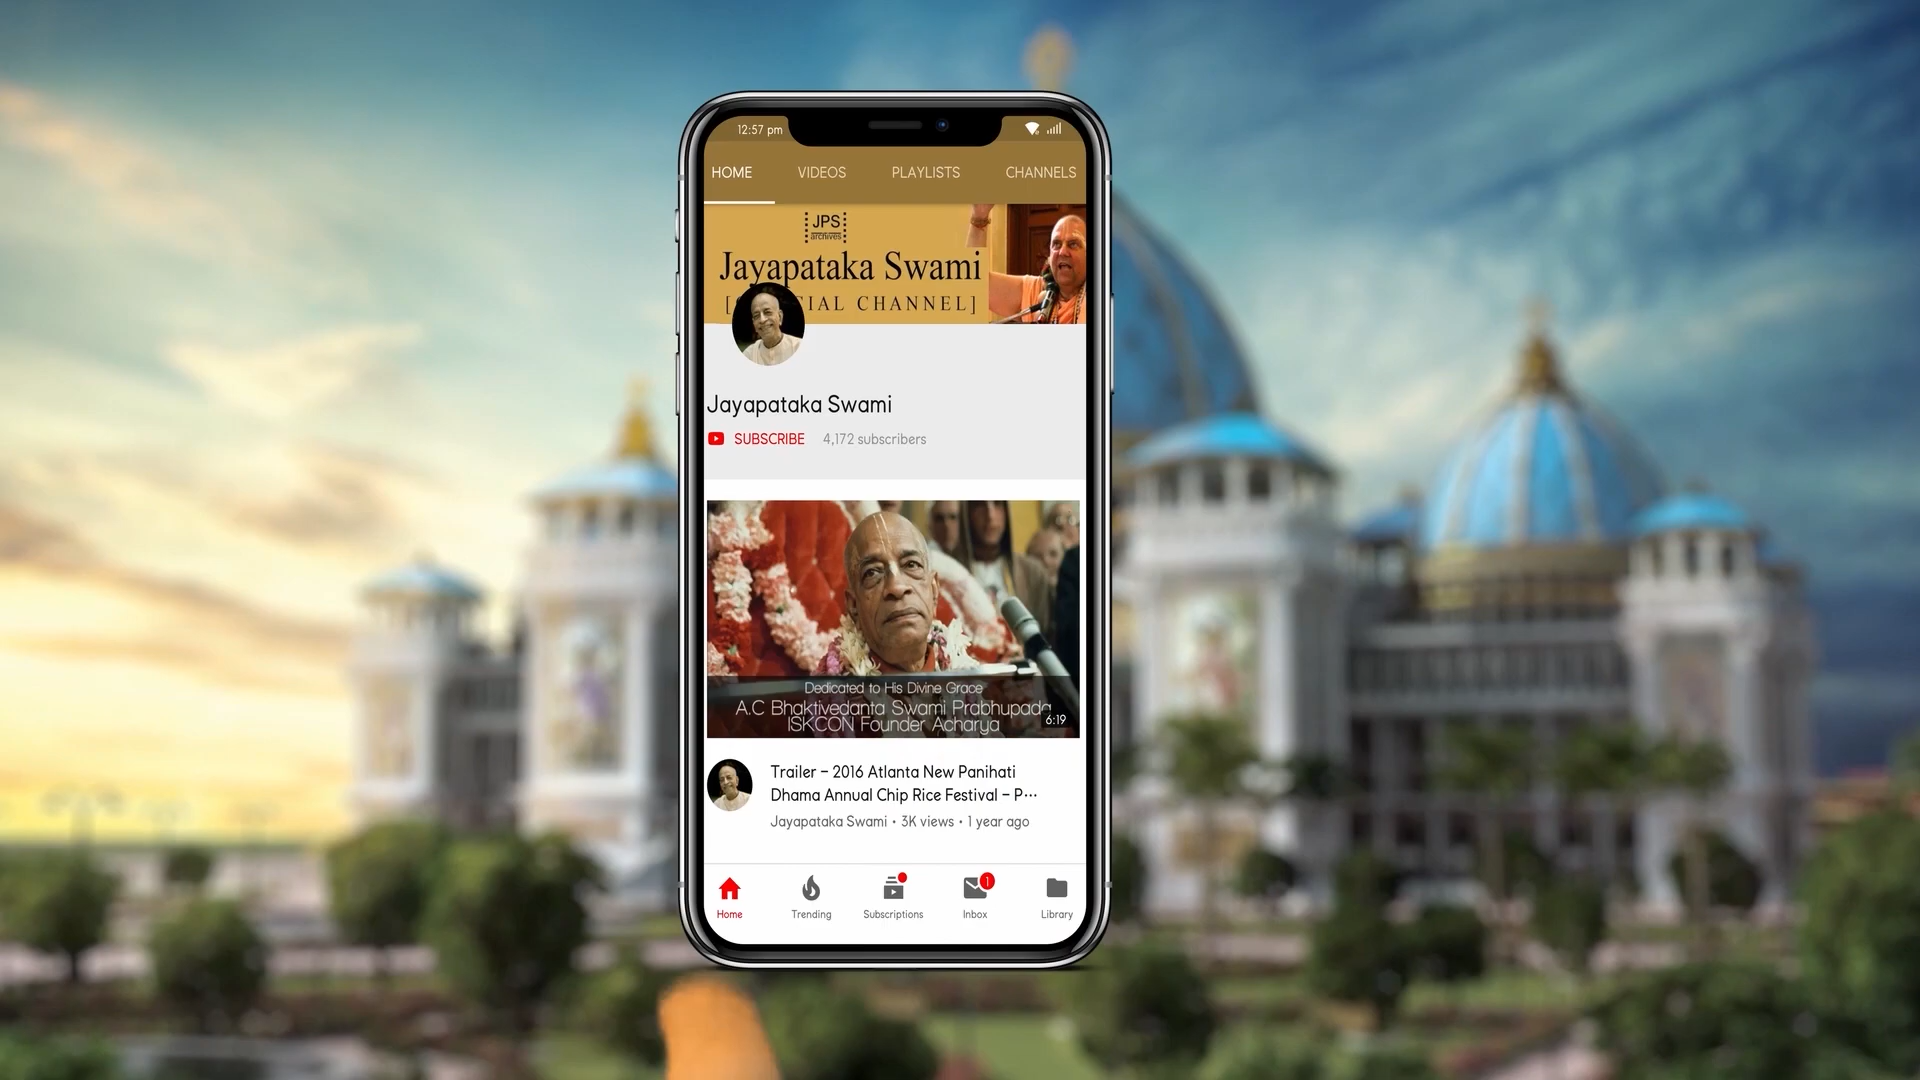 12:57 pm
HOME VIDEOS PLAYLISTS CHANNELS
JPS
archives
Jayapataka Swami
CIAL CHANNEL]
Jayapataka Swami
SUBSCRIBE 4,172 subscribers
Dedicated to His Divine Grace
A.C Bhaktivedanta Swami Prabhupada
ISKCON Founder Acharya
6:19
Trailer – 2016 Atlanta New Panihati
Dhama Annual Chip Rice Festival – P...
Jayapataka Swami • 3K views • 1 year ago
1
Home Trending Subscriptions Inbox Library